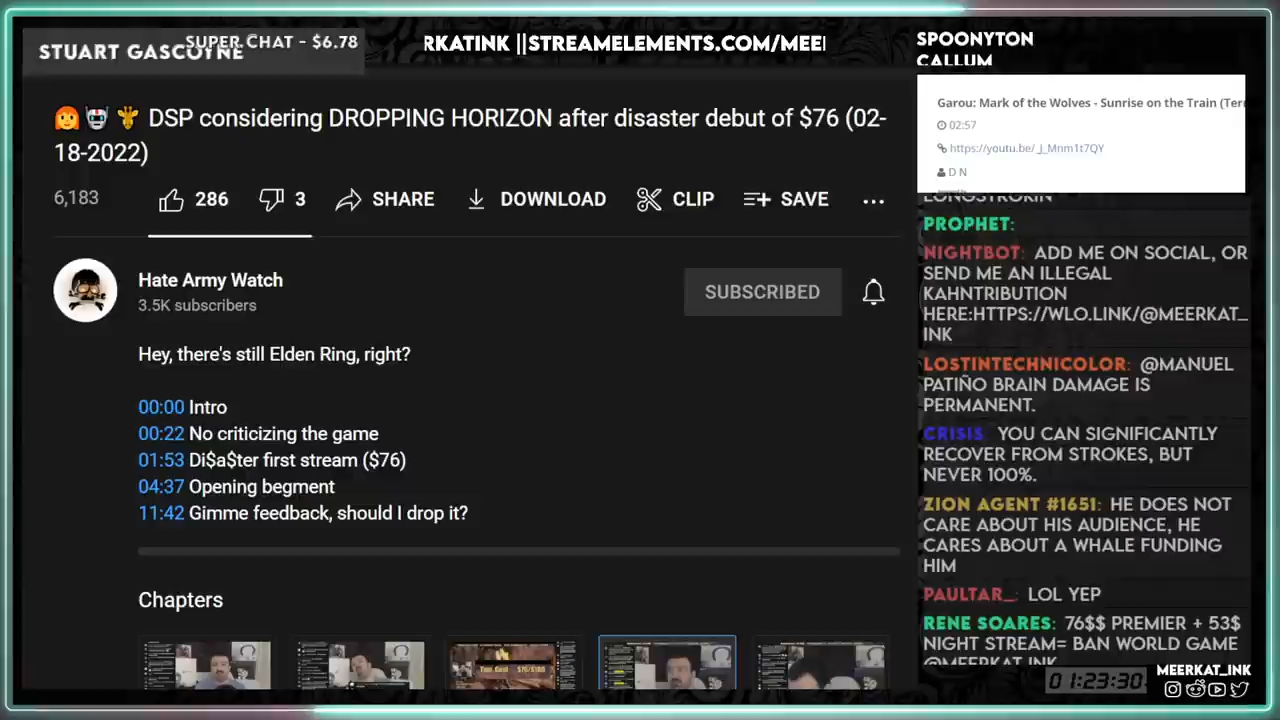 STUART GASCOYNE
SUPER CHAT - $6.78
RKATINK ||STREAMELEMENTS.COM/MEE
SPOONYTON
CALLUM
🧑‍🦰🤖🦒 DSP considering DROPPING HORIZON after disaster debut of $76 (02-
18-2022)
6,183
286
3
SHARE
DOWNLOAD
CLIP
SAVE
...
Hate Army Watch
3.5K subscribers
SUBSCRIBED
Hey, there's still Elden Ring, right?
00:00 Intro
00:22 No criticizing the game
01:53 Di$a$ter first stream ($76)
04:37 Opening begment
11:42 Gimme feedback, should I drop it?
Chapters
Garou: Mark of the Wolves - Sunrise on the Train (Terr
02:57
https://youtu.be/_j_Mnm1t7QY
D N
LONGSTROKIN
PROPHET:
NIGHTBOT: ADD ME ON SOCIAL, OR
SEND ME AN ILLEGAL
KAHNTRIBUTION
HERE:HTTPS://WLO.LINK/@MEERKAT_
INK
LOSTINTECHNICOLOR: @MANUEL
PATIÑO BRAIN DAMAGE IS
PERMANENT.
CRISIS: YOU CAN SIGNIFICANTLY
RECOVER FROM STROKES, BUT
NEVER 100%.
ZION AGENT #1651: HE DOES NOT
CARE ABOUT HIS AUDIENCE, HE
CARES ABOUT A WHALE FUNDING
HIM
PAULTAR_: LOL YEP
RENE SOARES: 76$$ PREMIER + 53$
NIGHT STREAM= BAN WORLD GAME
@MEERKAT_INK
01:23:30
MEERKAT_INK